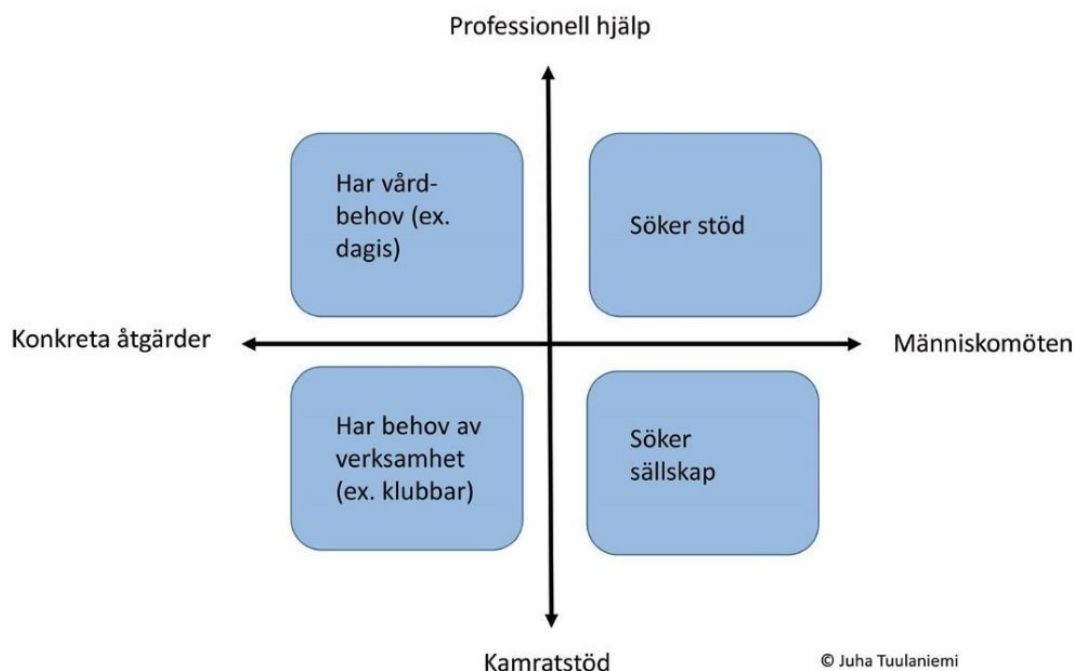 Professionell hjälp
Har vård-
behov (ex.
dagis)
Söker stöd
Konkreta åtgärder
Människomöten
Har behov av
verksamhet
(ex. klubbar)
Söker
sällskap
Kamratstöd
© Juha Tuulaniemi